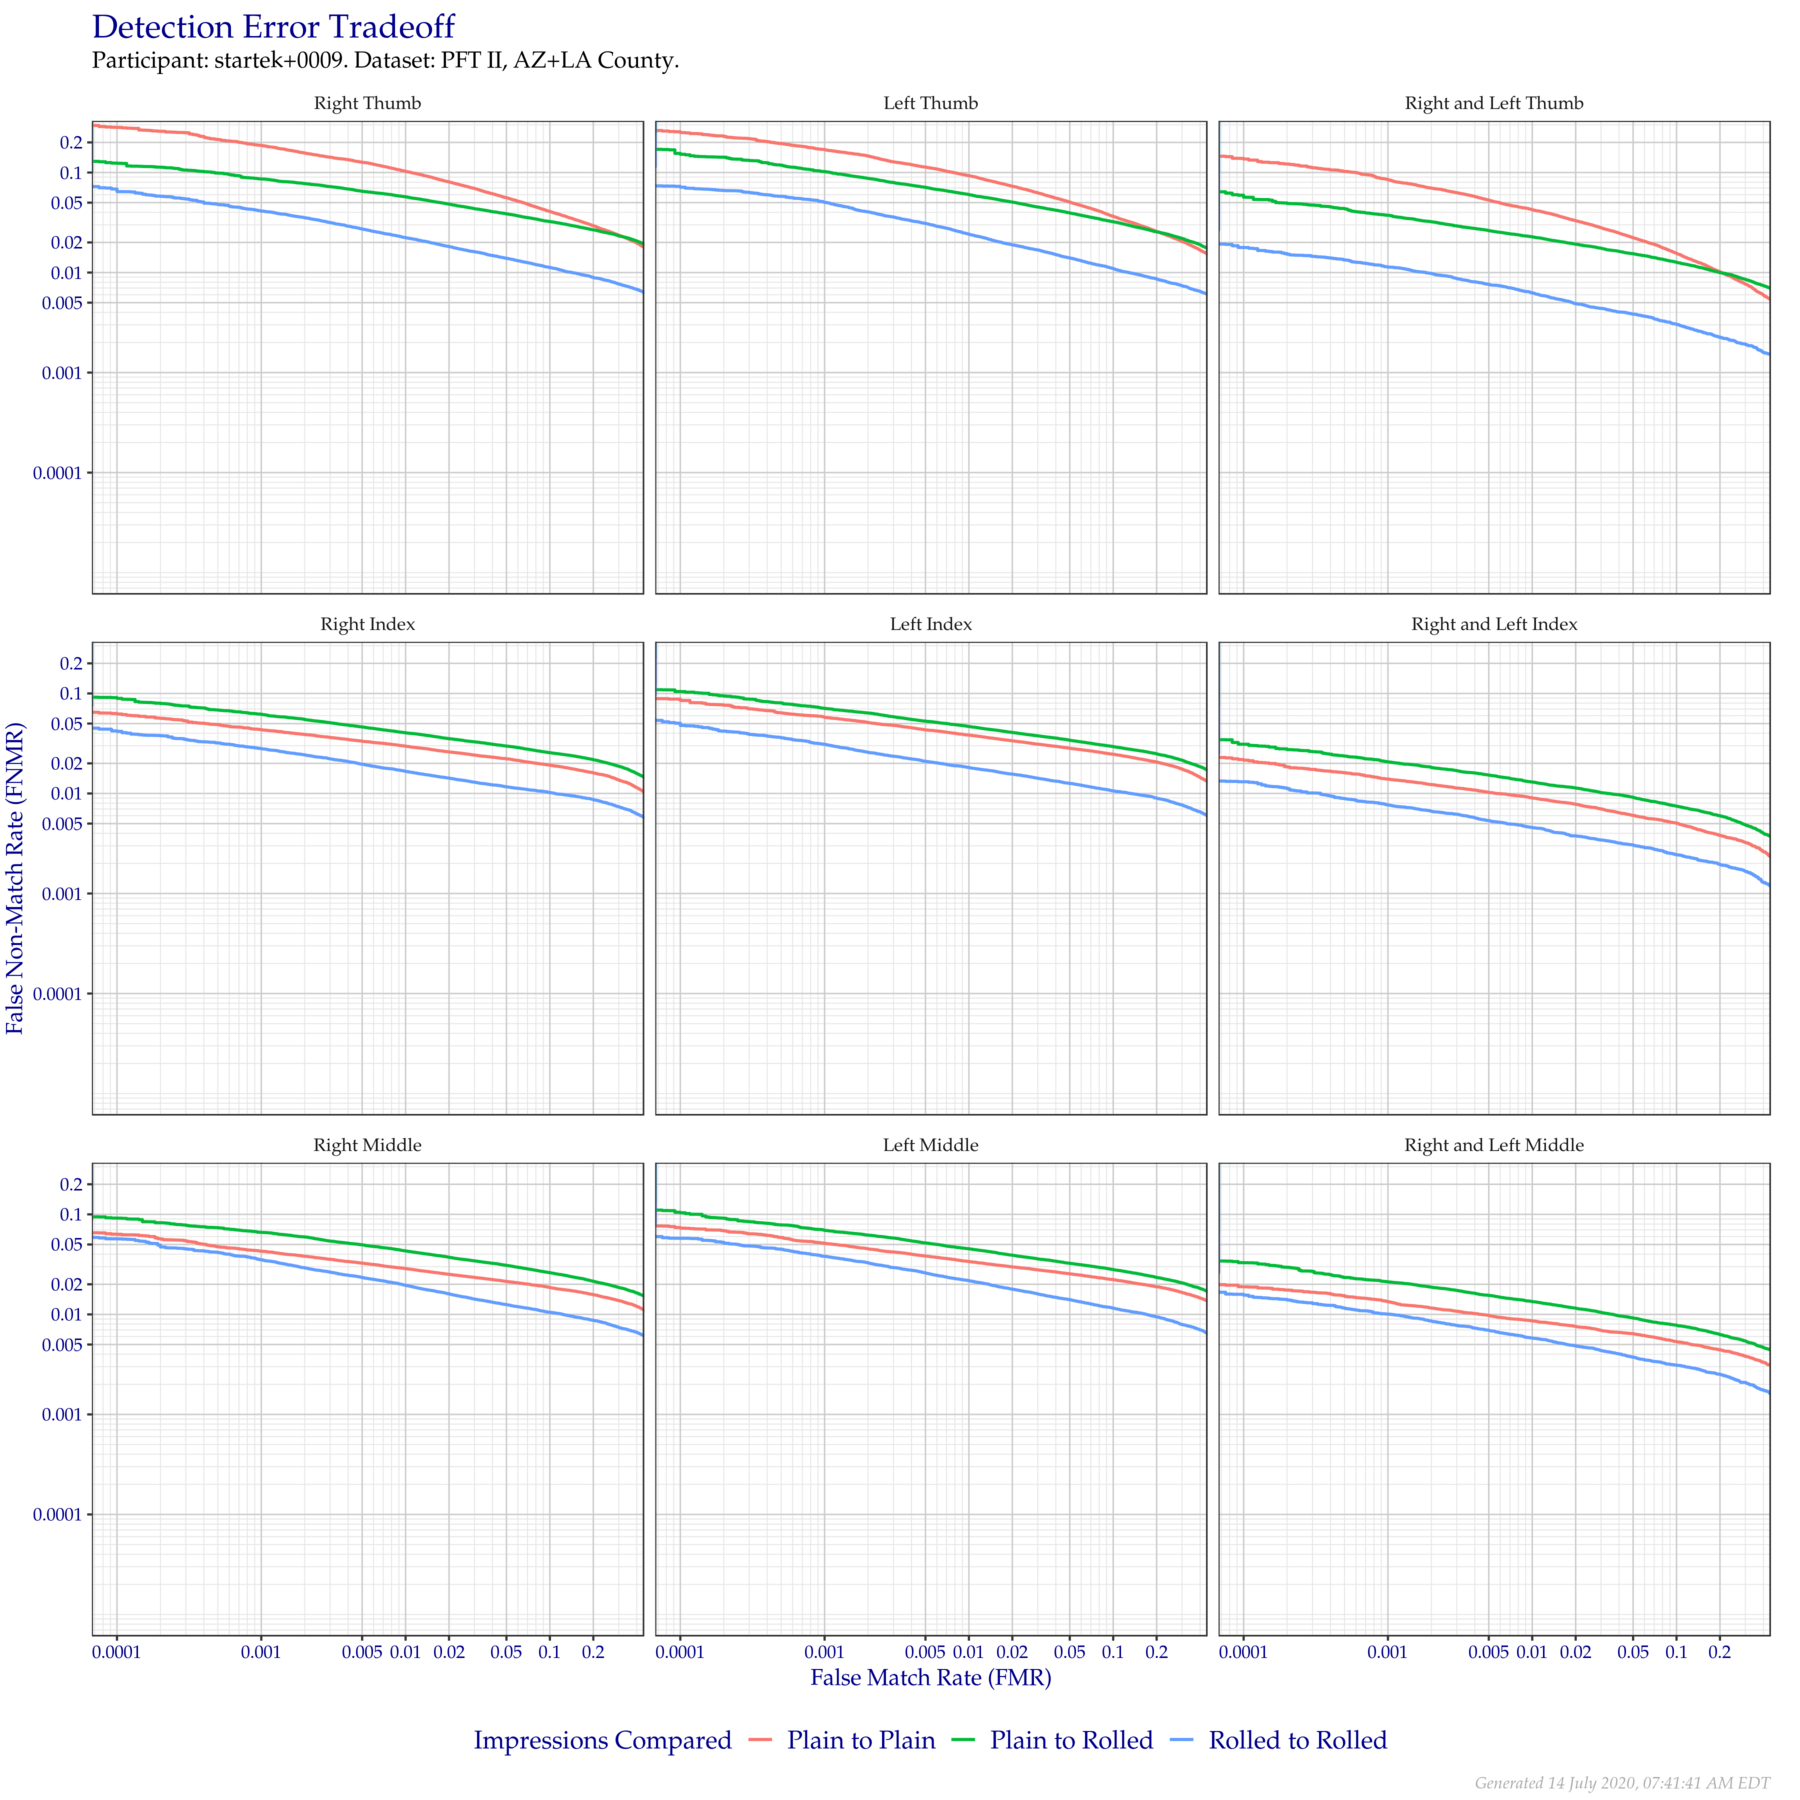 Detection Error Tradeoff
Participant: startek+0009. Dataset: PFT II, AZ+LA County.
Right Thumb
Left Thumb
Right and Left Thumb
0.2
0.1
0.05
0.02
0.01
0.005
0.001
0.0001
Right Index
Left Index
Right and Left Index
0.2
0.1
0.05
0.02
0.01
0.005
0.001
0.0001
False Non-Match Rate (FNMR)
Right Middle
Left Middle
Right and Left Middle
0.2
0.1
0.05
0.02
0.01
0.005
0.001
0.0001
0.0001 0.001 0.005 0.01 0.02 0.05 0.1 0.2
0.0001 0.001 0.005 0.01 0.02 0.05 0.1 0.2
0.0001 0.001 0.005 0.01 0.02 0.05 0.1 0.2
False Match Rate (FMR)
Impressions Compared Plain to Plain Plain to Rolled Rolled to Rolled
Generated 14 July 2020, 07:41:41 AM EDT